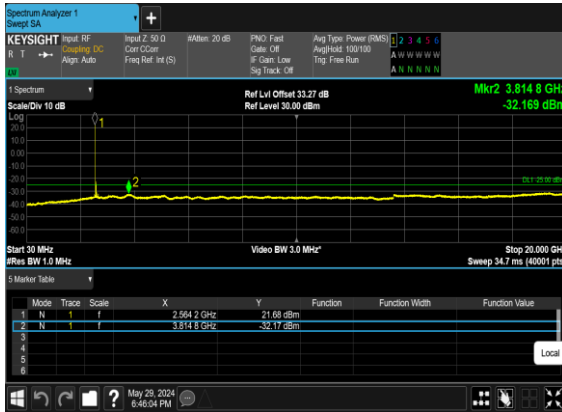 Spectrum Analyzer 1
Swept SA
+
KEYSIGHT Input: RF Input Z: 50 Ω #Atten: 20 dB PNO: Fast Avg Type: Power (RMS) 1 2 3 4 5 6
R T Coupling: DC Corr CCorr Gate: Off Avg|Hold: 100/100 A W W W W W
Align: Auto Freq Ref: Int (S) IF Gain: Low Trig: Free Run
Sig Track: Off A N N N N N
LXI
1 Spectrum Ref Lvl Offset 33.27 dB Mkr2 3.814 8 GHz
Scale/Div 10 dB Ref Level 30.00 dBm -32.169 dBm
Log
1
20.0
10.0
0.00
-10.0
-20.0
DL1 -25.00 dBm
2
-30.0
-40.0
-50.0
-60.0
Start 30 MHz Video BW 3.0 MHz* Stop 20.000 GHz
#Res BW 1.0 MHz Sweep 34.7 ms (40001 pts)
5 Marker Table
Mode Trace Scale X Y Function Function Width Function Value
1 N 1 f 2.564 2 GHz 21.68 dBm
2 N 1 f 3.814 8 GHz -32.17 dBm
3
4
5
6
Local
? May 29, 2024
6:46:04 PM